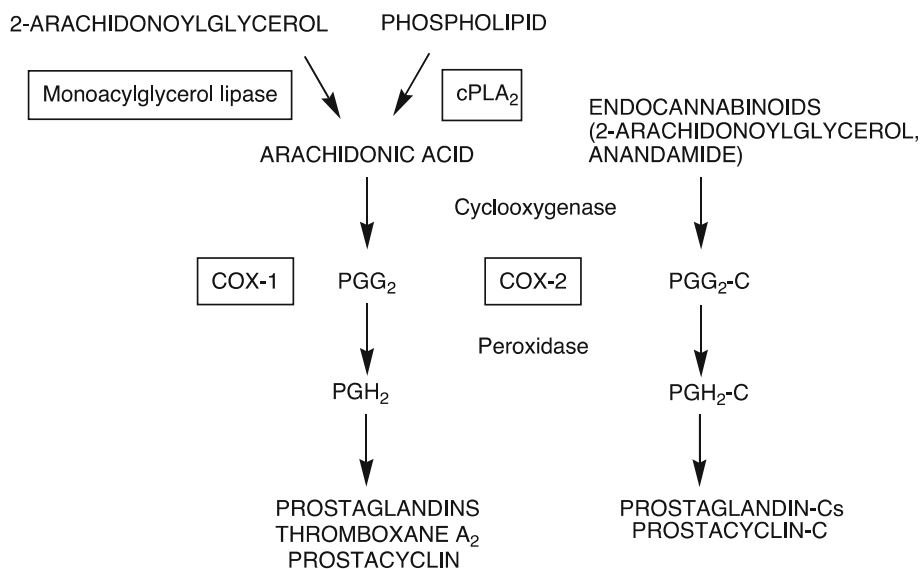 2-ARACHIDONOYLGLYCEROL
PHOSPHOLIPID
Monoacylglycerol lipase
cPLA₂
ENDOCANNABINOIDS
(2-ARACHIDONOYLGLYCEROL,
ANANDAMIDE)
ARACHIDONIC ACID
Cyclooxygenase
COX-1
PGG₂
COX-2
PGG₂-C
Peroxidase
PGH₂
PGH₂-C
PROSTAGLANDINS
THROMBOXANE A₂
PROSTACYCLIN
PROSTAGLANDIN-Cs
PROSTACYCLIN-C